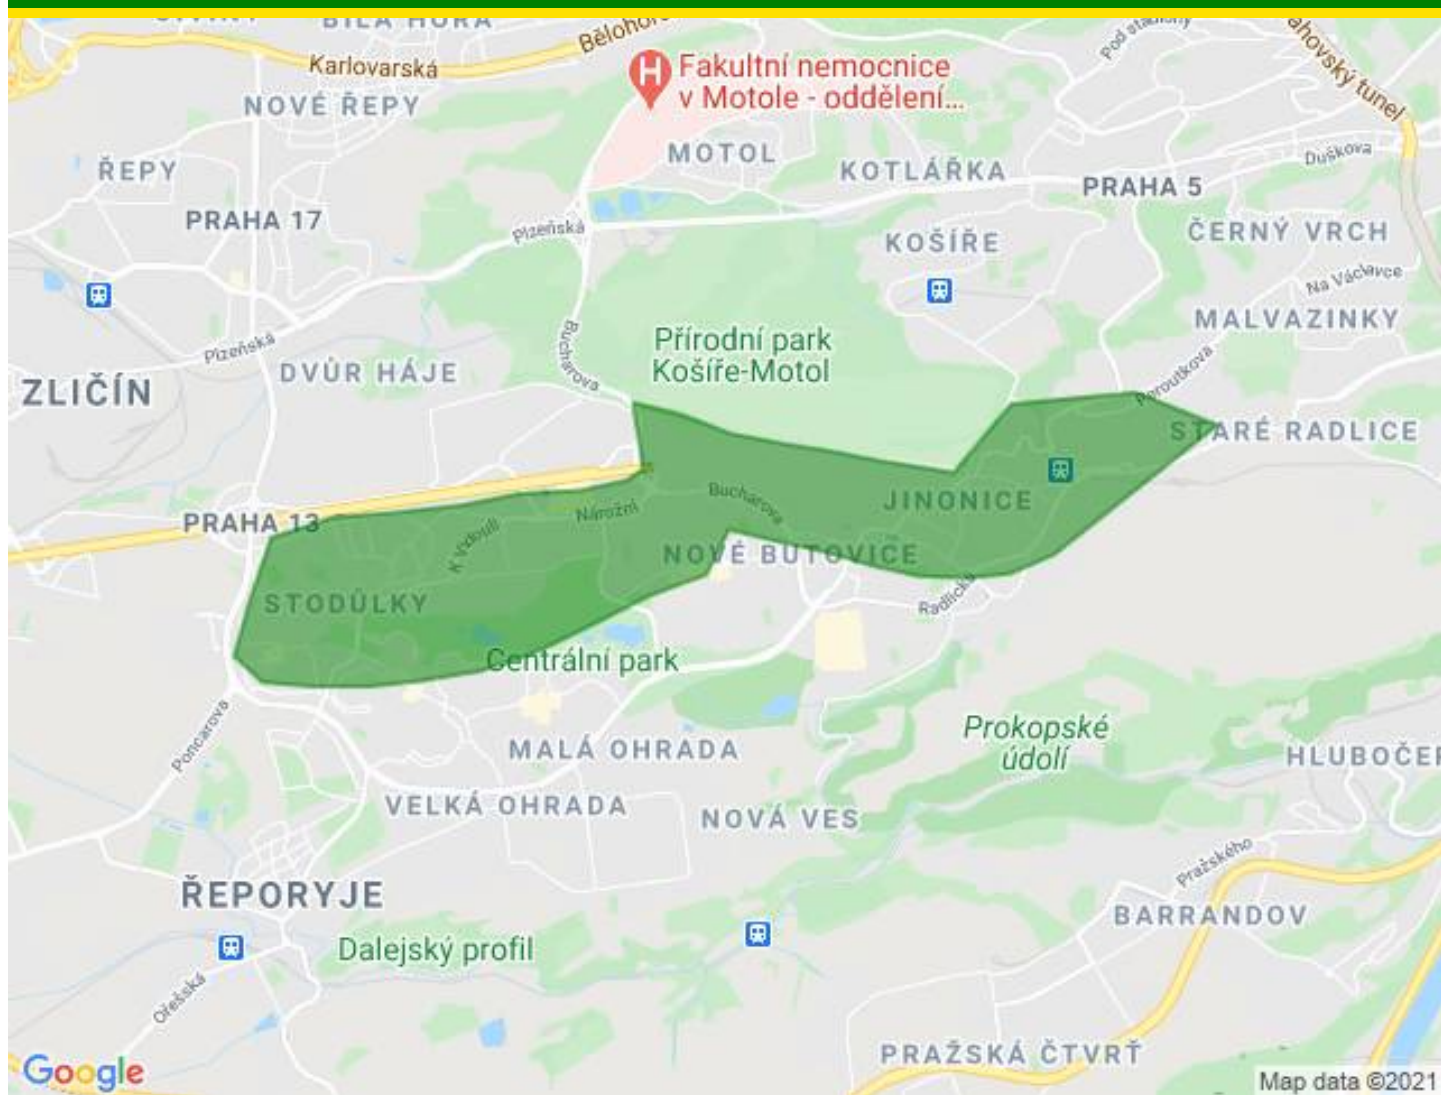 BÍLÁ HORA
Karlovarská
NOVÉ ŘEPY
Fakultní nemocnice
v Motole - oddělení...
Pod stadiony
ahovský tunel
ŘEPY
MOTOL
KOTLÁŘKA
Duškova
PRAHA 5
PRAHA 17
Plzeňská
KOŠÍŘE
ČERNÝ VRCH
Na Václavce
MALVAZINKY
Plzeňská
DVŮR HÁJE
Bucharova
Přírodní park
Košíře-Motol
Peroutkova
ZLIČÍN
STARÉ RADLICE
PRAHA 13
K Vidouli
Nárožní
Bucharova
JINONICE
NOVÉ BUTOVICE
STODŮLKY
Radlická
Centrální park
Poncarova
MALÁ OHRADA
Prokopské
údolí
HLUBOČE
VELKÁ OHRADA
NOVÁ VES
Pražského
ŘEPORYJE
BARRANDOV
Dalejský profil
Ořešská
PRAŽSKÁ ČTVRŤ
Google
Map data ©2021